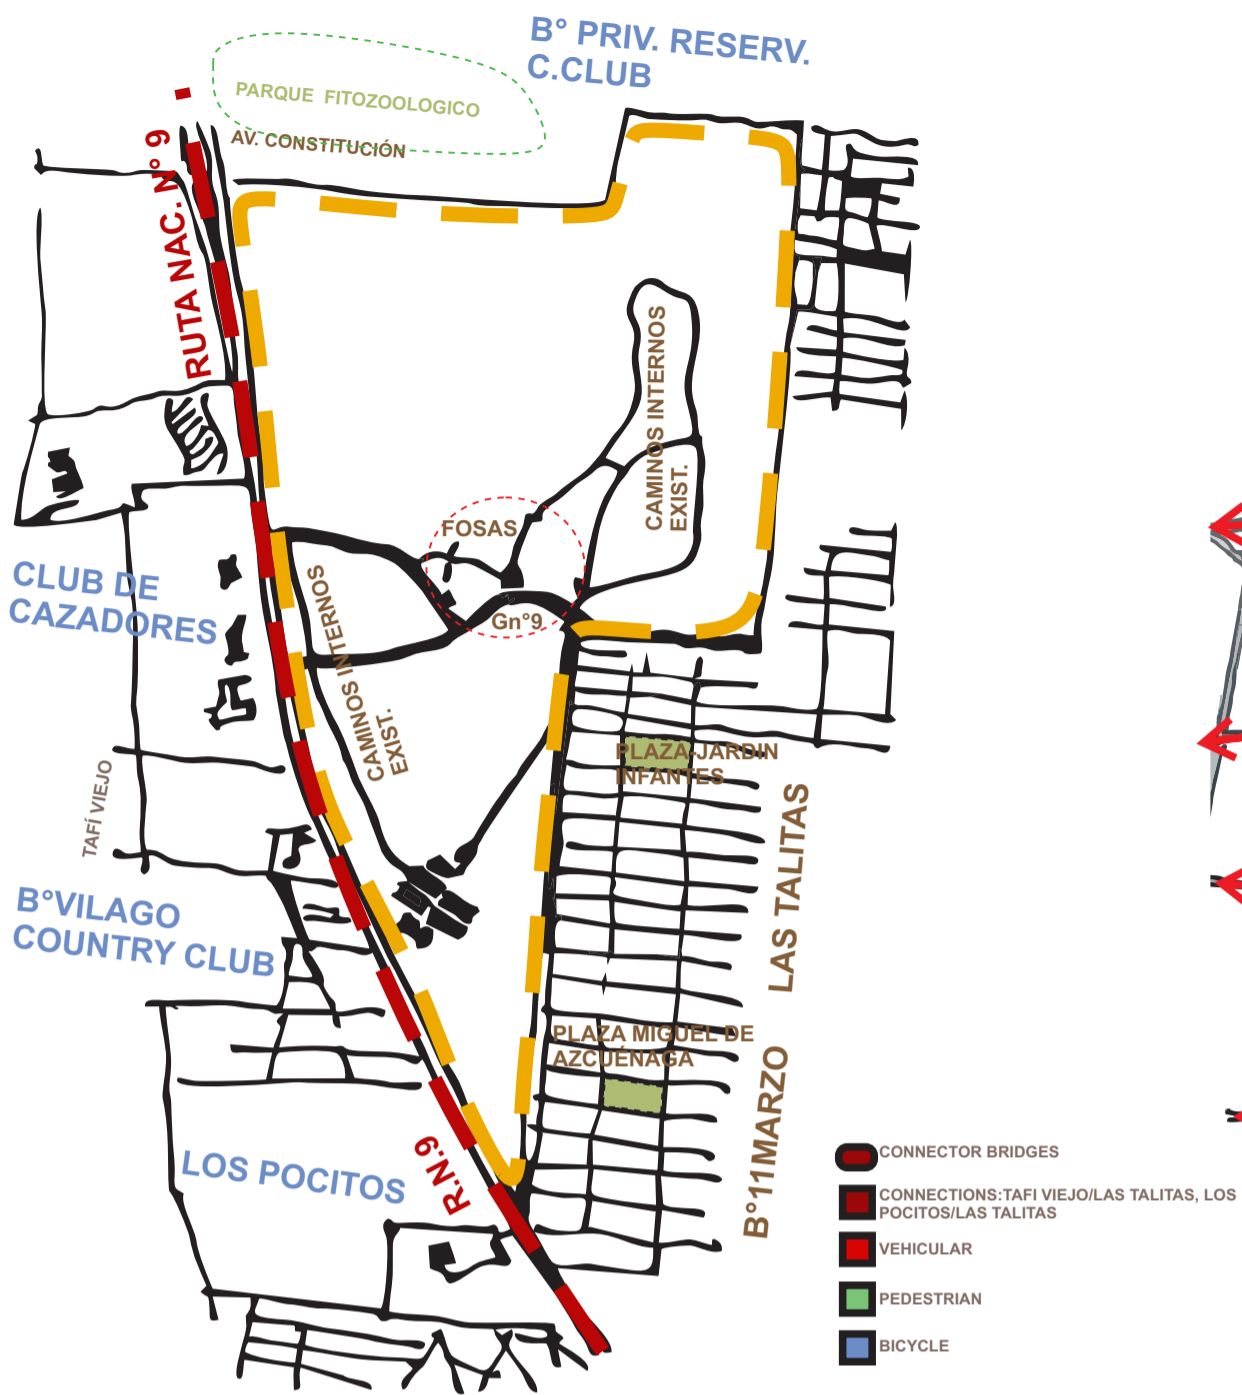 B° PRIV. RESERV.
C.CLUB
PARQUE FITOZOOLOGICO
AV. CONSTITUCIÓN
RUTA NAC. N° 9
CAMINOS INTERNOS
EXIST.
FOSAS
Gn°9
CLUB DE
CAZADORES
CAMINOS INTERNOS
EXIST.
PLAZA-JARDIN
INFANTES
TAFÍ VIEJO
LAS TALITAS
B°VILAGO
COUNTRY CLUB
PLAZA MIGUEL DE
AZCUÉNAGA
B°11MARZO
LOS POCITOS
R.N.9
CONNECTOR BRIDGES
CONNECTIONS:TAFI VIEJO/LAS TALITAS, LOS
POCITOS/LAS TALITAS
VEHICULAR
PEDESTRIAN
BICYCLE